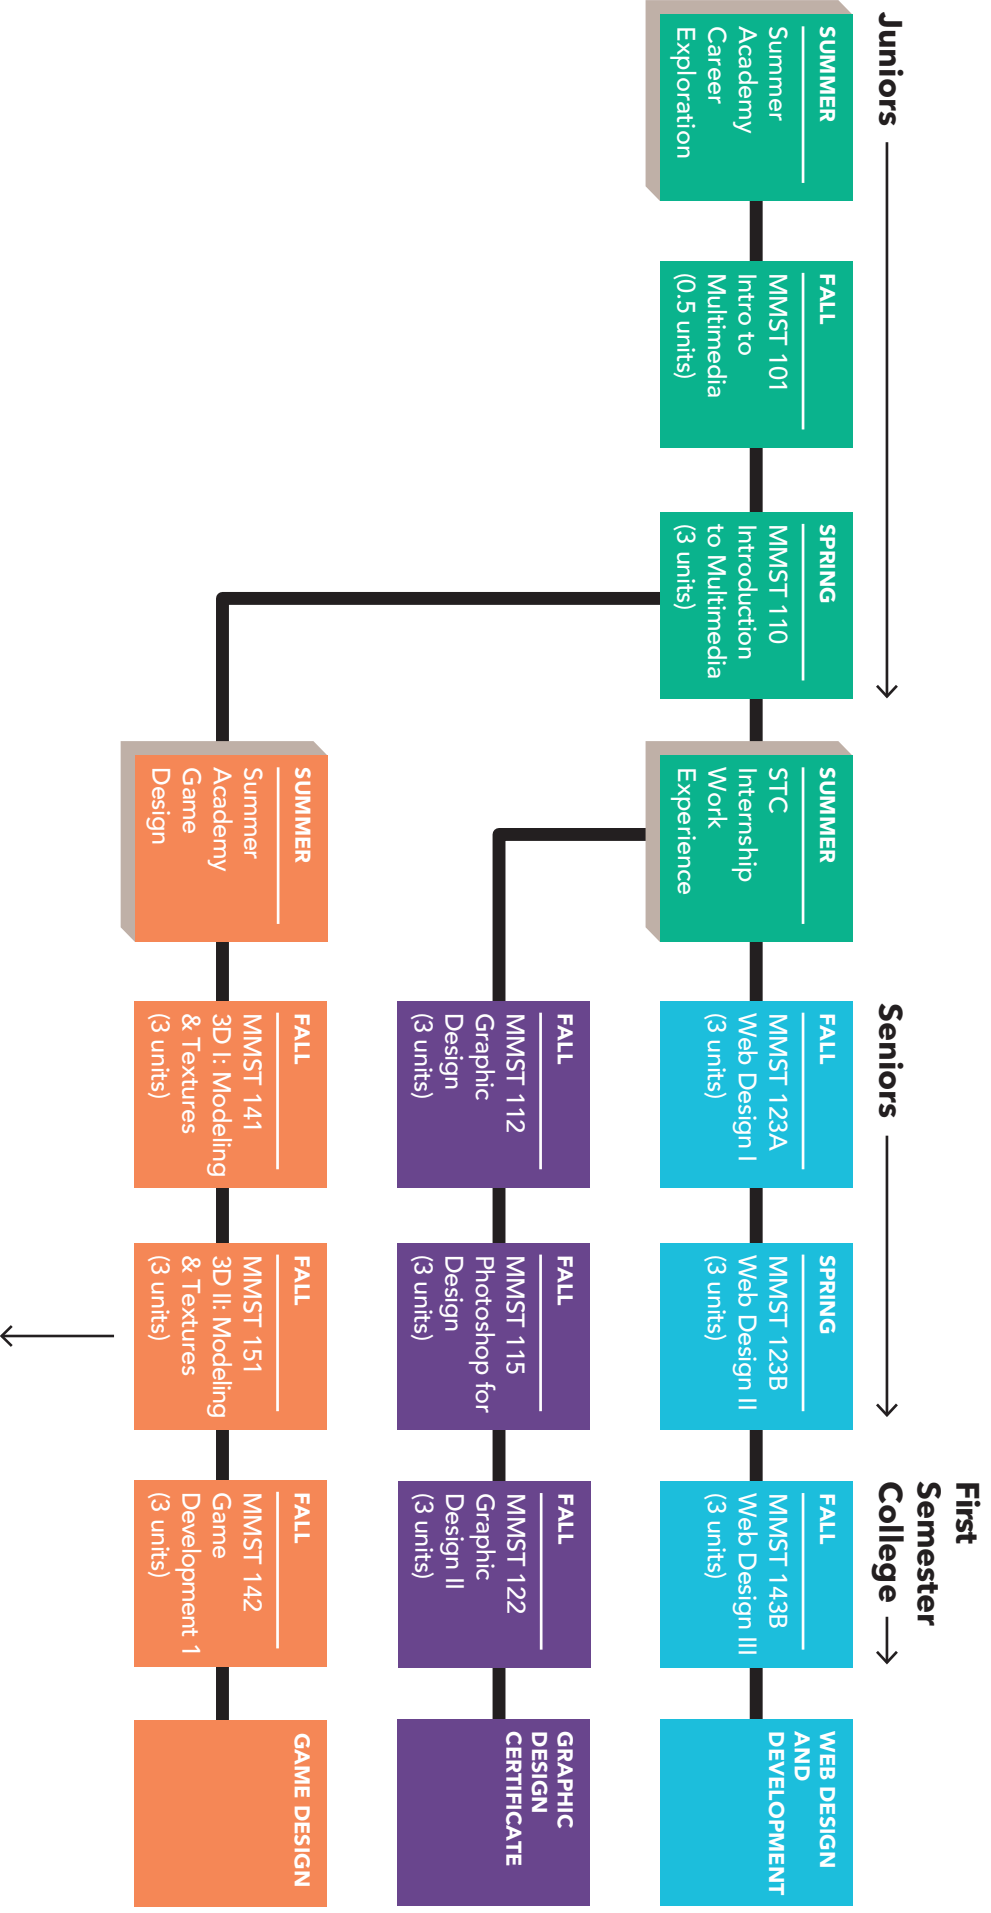 Juniors
Seniors
First
Semester
College
SUMMER
Summer
Academy
Career
Exploration
FALL
MMST 101
Intro to
Multimedia
(0.5 units)
SPRING
MMST 110
Introduction
to Multimedia
(3 units)
SUMMER
STC
Internship
Work
Experience
FALL
MMST 123A
Web Design I
(3 units)
SPRING
MMST 123B
Web Design II
(3 units)
FALL
MMST 143B
Web Design III
(3 units)
WEB DESIGN
AND
DEVELOPMENT
FALL
MMST 112
Graphic
Design
(3 units)
FALL
MMST 115
Photoshop for
Design
(3 units)
FALL
MMST 122
Graphic
Design II
(3 units)
GRAPHIC
DESIGN
CERTIFICATE
SUMMER
Summer
Academy
Game
Design
FALL
MMST 141
3D I: Modeling
& Textures
(3 units)
FALL
MMST 151
3D II: Modeling
& Textures
(3 units)
FALL
MMST 142
Game
Development 1
(3 units)
GAME DESIGN